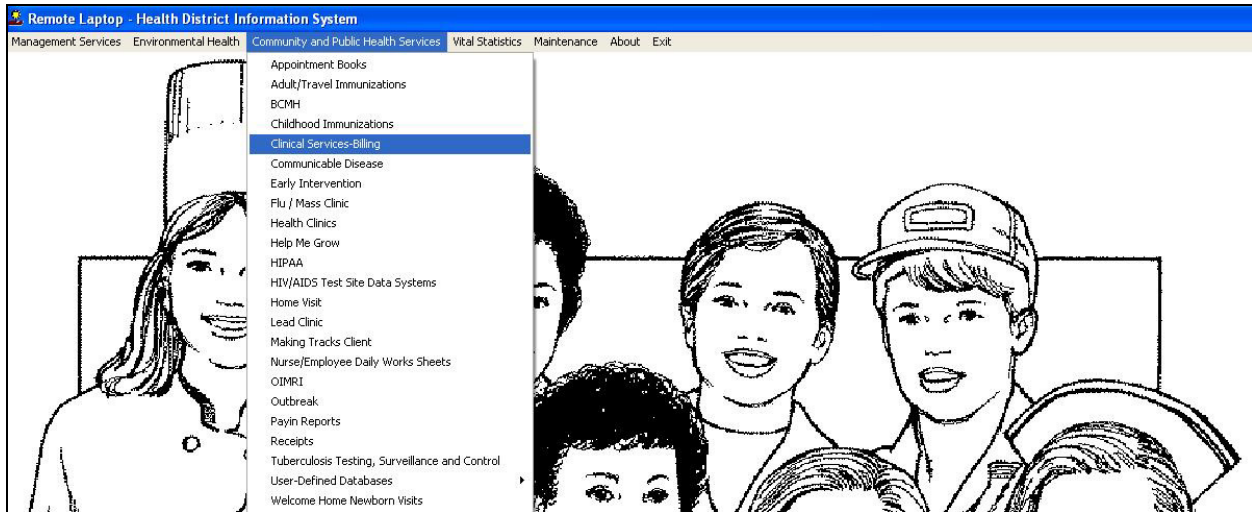 Remote Laptop - Health District Information System
Management Services Environmental Health Community and Public Health Services Vital Statistics Maintenance About Exit
Appointment Books
Adult/Travel Immunizations
BCMH
Childhood Immunizations
Clinical Services-Billing
Communicable Disease
Early Intervention
Flu / Mass Clinic
Health Clinics
Help Me Grow
HIPAA
HIV/AIDS Test Site Data Systems
Home Visit
Lead Clinic
Making Tracks Client
Nurse/Employee Daily Works Sheets
OIMRI
Outbreak
Payin Reports
Receipts
Tuberculosis Testing, Surveillance and Control
User-Defined Databases
Welcome Home Newborn Visits